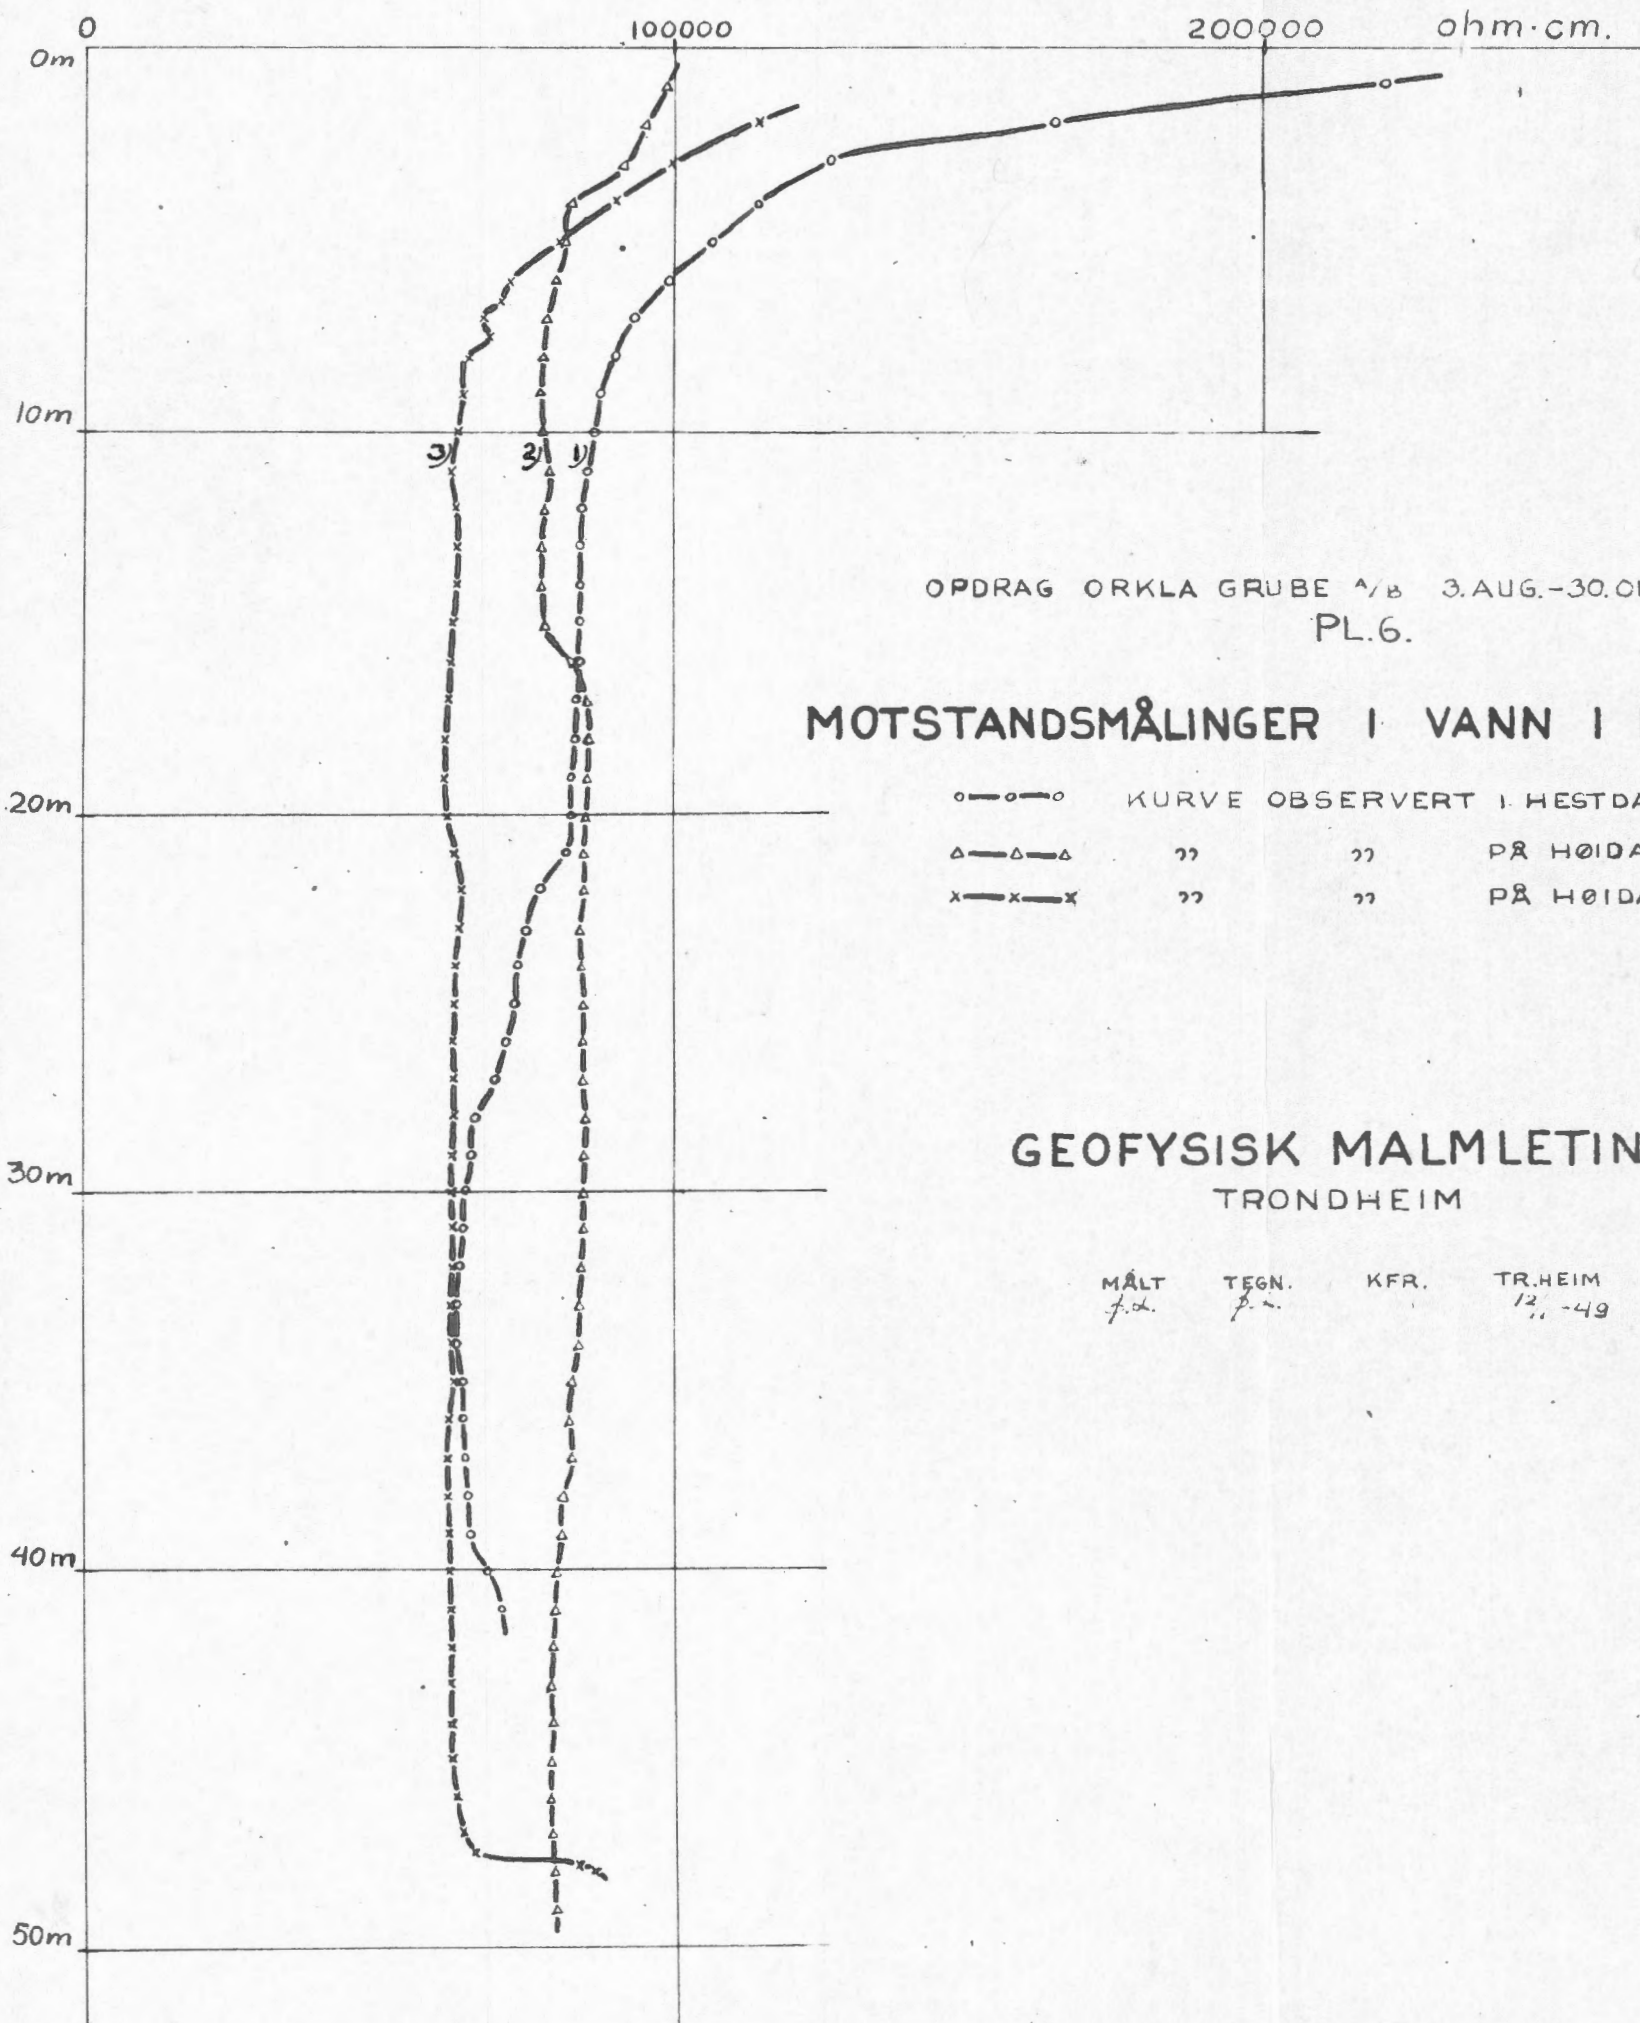 0 100000 200000 ohm·cm.
0m
10m
3) 2) 1)
OPDRAG ORKLA GRUBE A/B 3.AUG.-30.O
PL.6.
MOTSTANDSMÅLINGER I VANN I
20m
o—o—o KURVE OBSERVERT I HESTDA
△—△—△ " " PÅ HØIDA
x—x—x " " PÅ HØIDA
GEOFYSISK MALMLETIN
30m
TRONDHEIM
MÅLT TEGN. KFR. TR.HEIM
12/11 -49
40m
50m